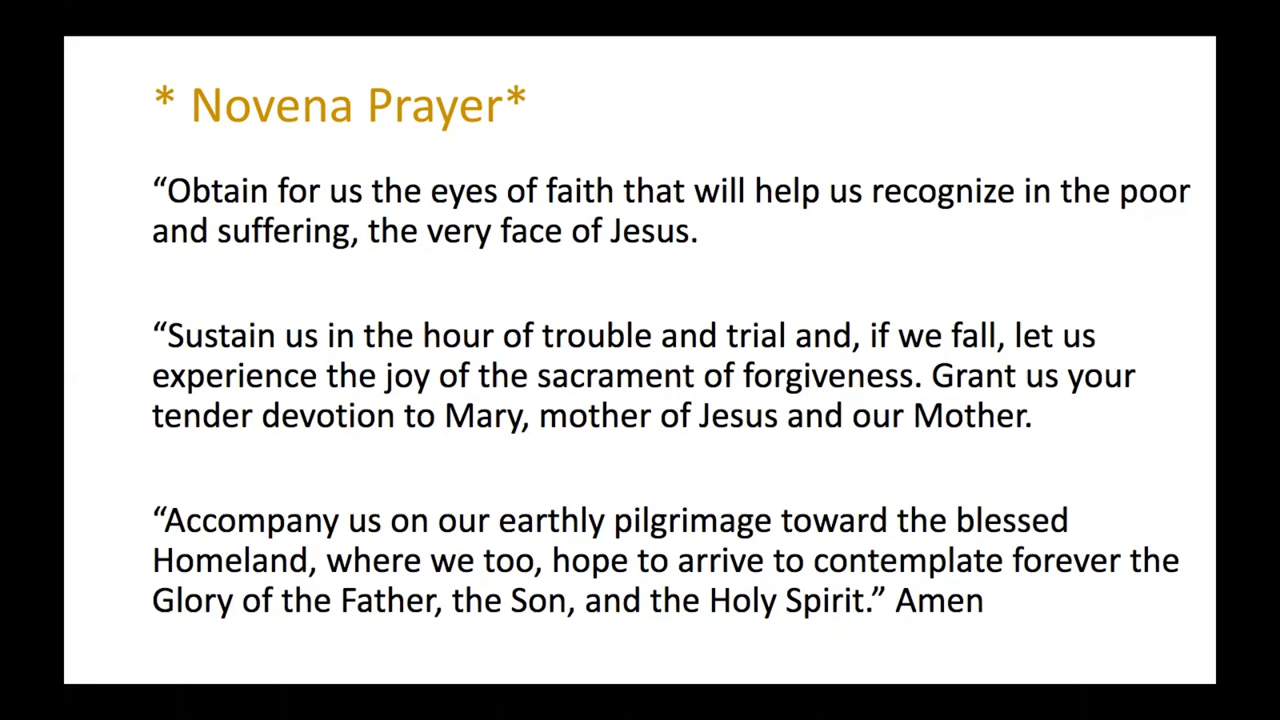 * Novena Prayer*
“Obtain for us the eyes of faith that will help us recognize in the poor
and suffering, the very face of Jesus.
“Sustain us in the hour of trouble and trial and, if we fall, let us
experience the joy of the sacrament of forgiveness. Grant us your
tender devotion to Mary, mother of Jesus and our Mother.
“Accompany us on our earthly pilgrimage toward the blessed
Homeland, where we too, hope to arrive to contemplate forever the
Glory of the Father, the Son, and the Holy Spirit.” Amen